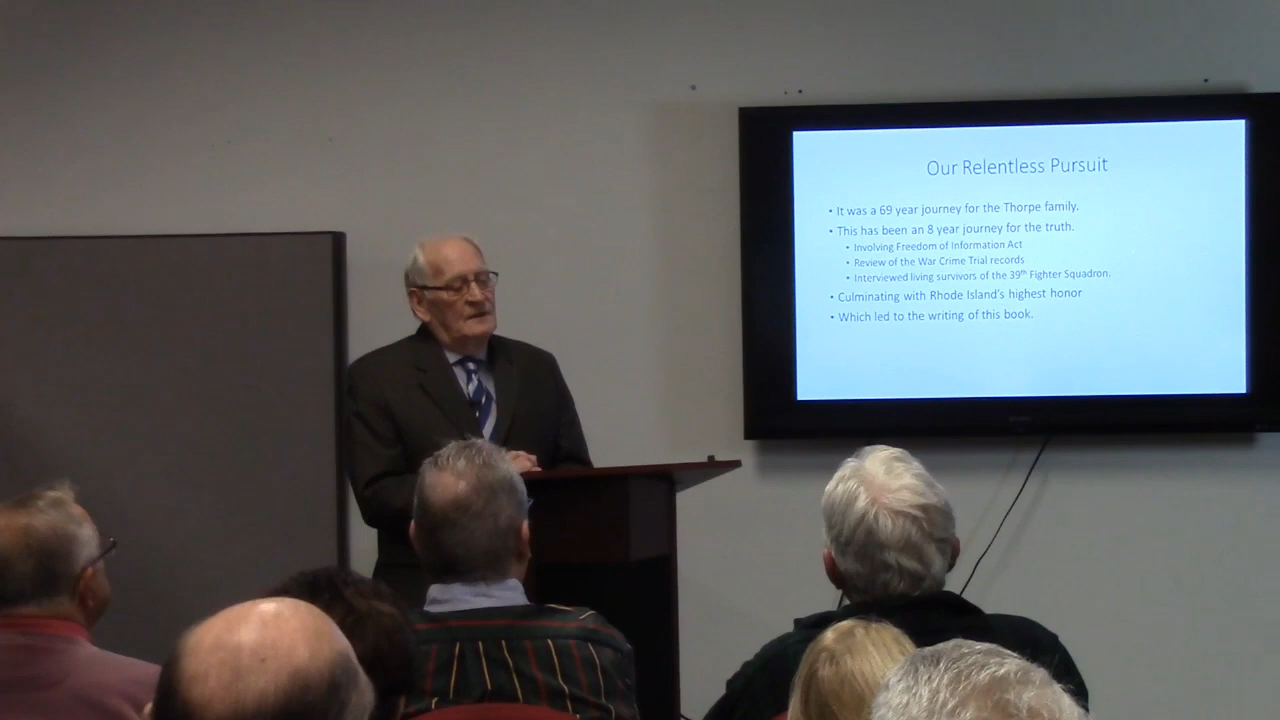 Our Relentless Pursuit
• It was a 69 year journey for the Thorpe family.
• This has been an 8 year journey for the truth.
• Involving Freedom of Information Act
• Review of the War Crime Trial records
• Interviewed living survivors of the 39th Fighter Squadron.
• Culminating with Rhode Island's highest honor
• Which led to the writing of this book.